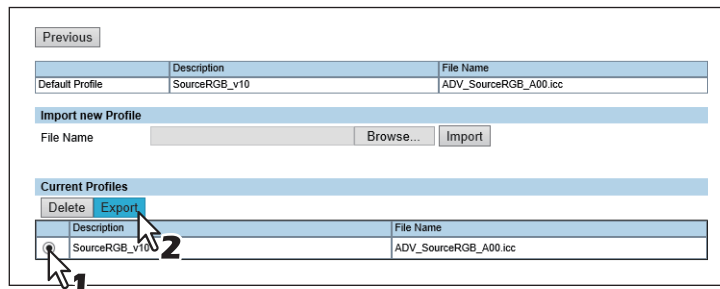 Previous
Description File Name
Default Profile SourceRGB_v10 ADV_SourceRGB_A00.icc
Import new Profile
File Name Browse... Import
Current Profiles
Delete Export
Description File Name
SourceRGB_v10 ADV_SourceRGB_A00.icc
2
1